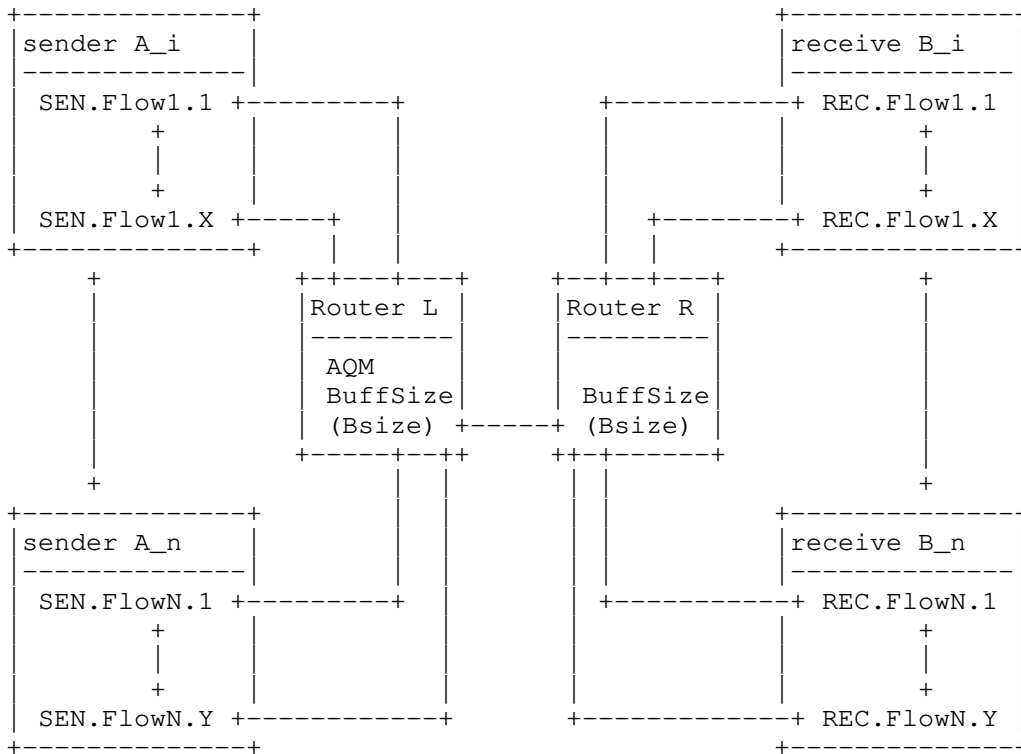 sender A_i
receive B_i
SEN.Flow1.1
REC.Flow1.1
SEN.Flow1.X
REC.Flow1.X
Router L
Router R
AQM
BuffSize
BuffSize
(Bsize)
(Bsize)
sender A_n
receive B_n
SEN.FlowN.1
REC.FlowN.1
SEN.FlowN.Y
REC.FlowN.Y